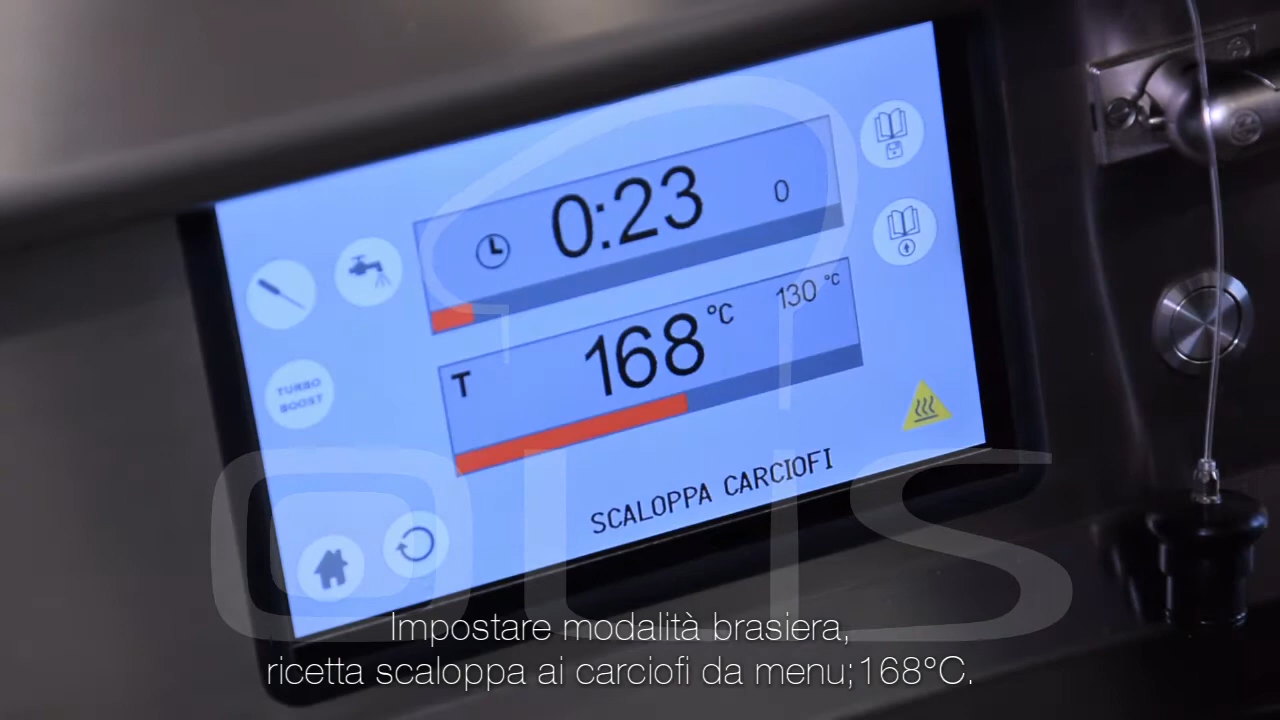 0:23
0
168 °C
130 °C
T
TURBO
BOOST
SCALOPPA CARCIOFI
OLIS
Impostare modalità brasiera,
ricetta scaloppa ai carciofi da menu;168°C.